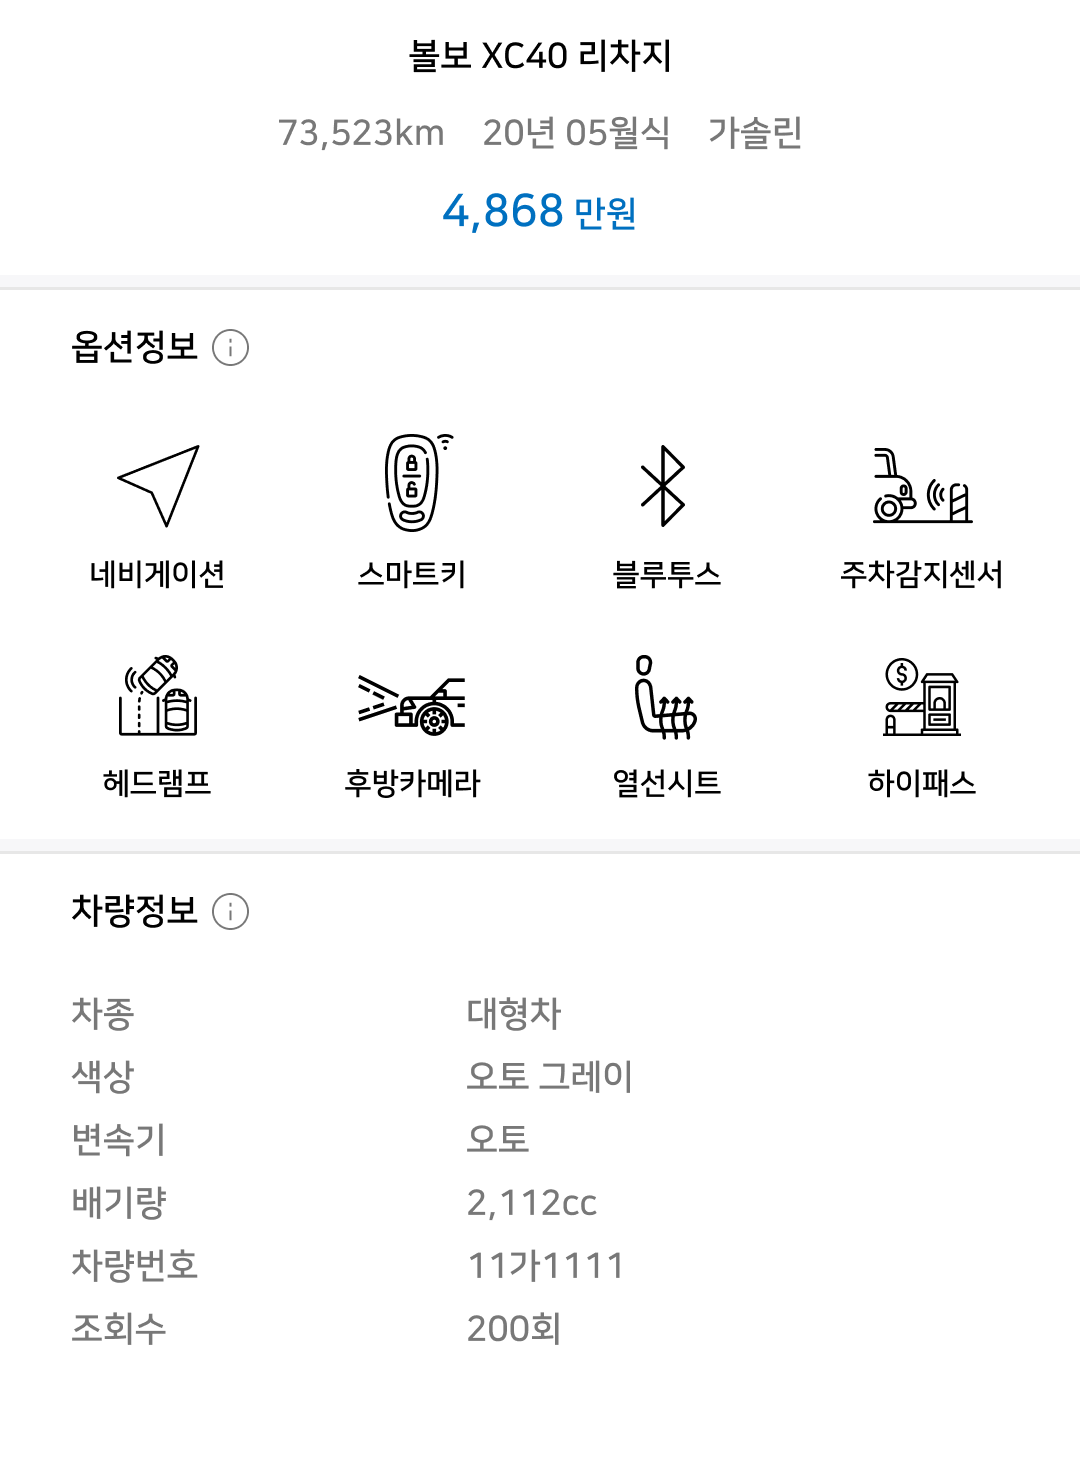 볼보 XC40 리차지
73,523km 20년 05월식 가솔린
4,868 만원
옵션정보
네비게이션 스마트키 블루투스 주차감지센서
헤드램프 후방카메라 열선시트 하이패스
차량정보
차종 대형차
색상 오토 그레이
변속기 오토
배기량 2,112cc
차량번호 11가1111
조회수 200회